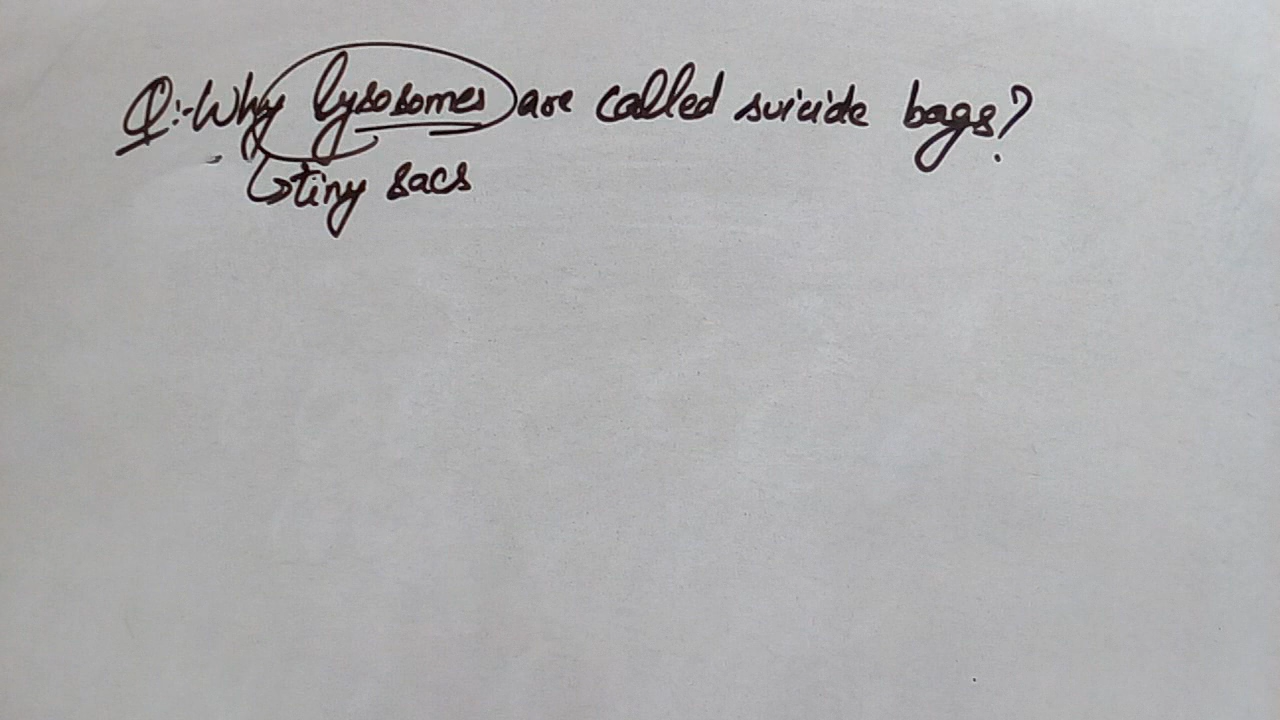 Q:- Why lysosomes are called suicide bags?
↳ tiny sacs